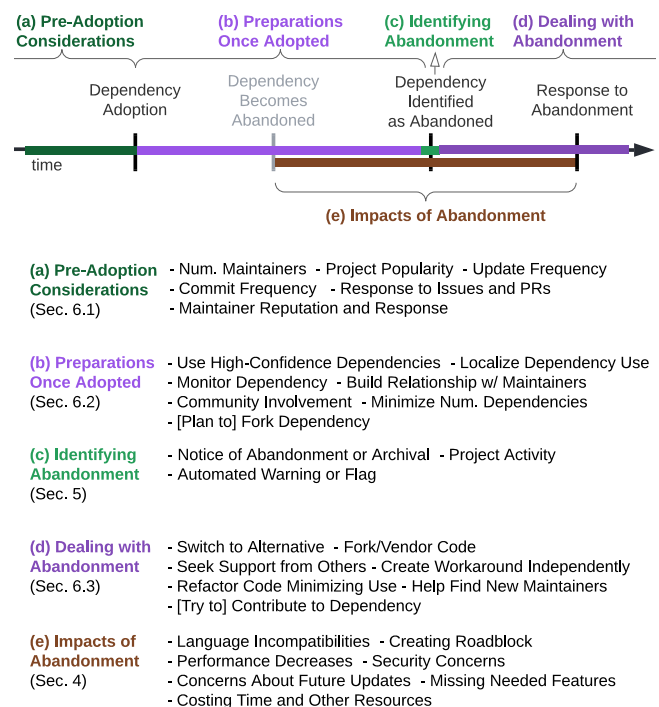 (a) Pre-Adoption Considerations
(b) Preparations Once Adopted
(c) Identifying Abandonment
(d) Dealing with Abandonment
Dependency Adoption
Dependency Becomes Abandoned
Dependency Identified as Abandoned
Response to Abandonment
time
(e) Impacts of Abandonment
(a) Pre-Adoption Considerations (Sec. 6.1)
- Num. Maintainers - Project Popularity - Update Frequency
- Commit Frequency - Response to Issues and PRs
- Maintainer Reputation and Response
(b) Preparations Once Adopted (Sec. 6.2)
- Use High-Confidence Dependencies - Localize Dependency Use
- Monitor Dependency - Build Relationship w/ Maintainers
- Community Involvement - Minimize Num. Dependencies
- [Plan to] Fork Dependency
(c) Identifying Abandonment (Sec. 5)
- Notice of Abandonment or Archival - Project Activity
- Automated Warning or Flag
(d) Dealing with Abandonment (Sec. 6.3)
- Switch to Alternative - Fork/Vendor Code
- Seek Support from Others - Create Workaround Independently
- Refactor Code Minimizing Use - Help Find New Maintainers
- [Try to] Contribute to Dependency
(e) Impacts of Abandonment (Sec. 4)
- Language Incompatibilities - Creating Roadblock
- Performance Decreases - Security Concerns
- Concerns About Future Updates - Missing Needed Features
- Costing Time and Other Resources